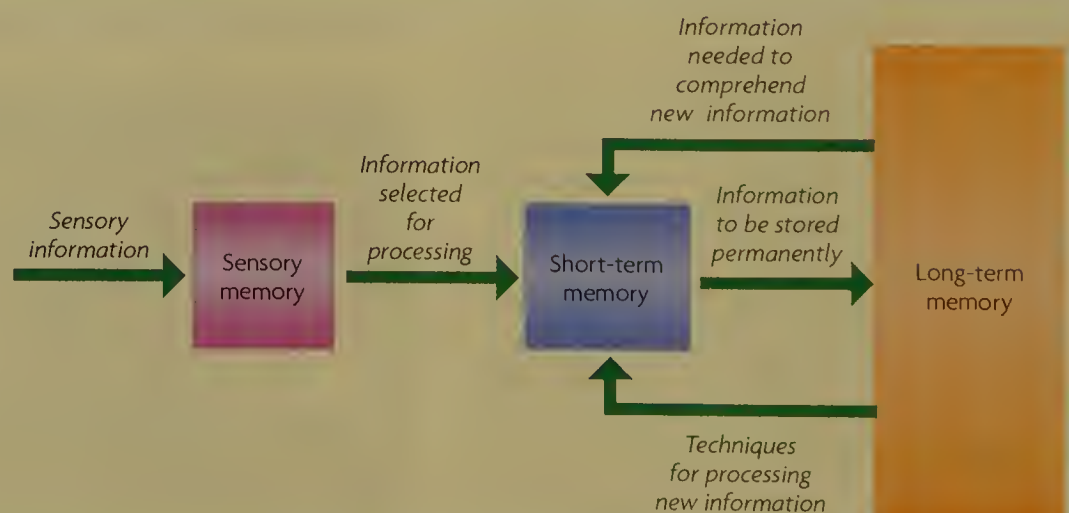 Sensory
information
Sensory
memory
Information
selected
for
processing
Short-term
memory
Information
needed to
comprehend
new information
Information
to be stored
permanently
Techniques
for processing
new information
Long-term
memory